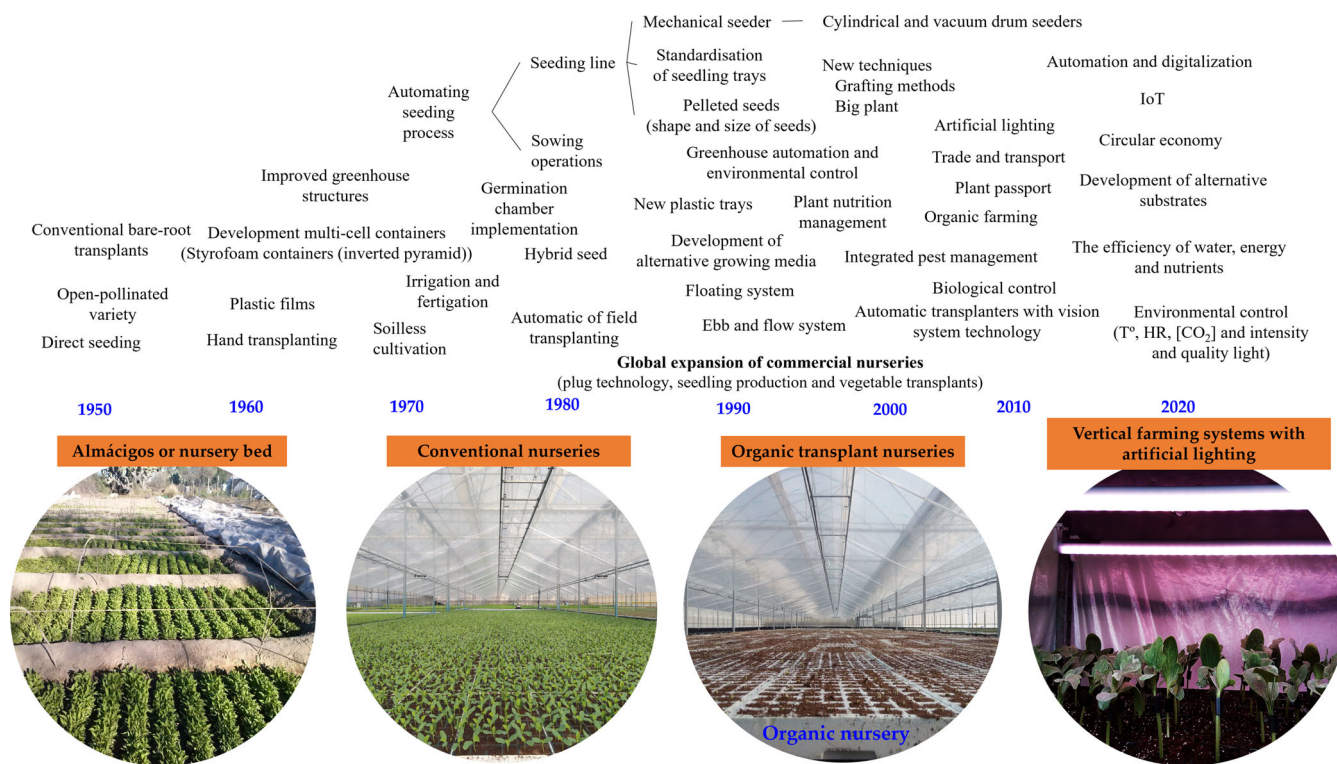 Mechanical seeder
Cylindrical and vacuum drum seeders
Seeding line
Standardisation
of seedling trays
New techniques
Grafting methods
Big plant
Automation and digitalization
Automating
seeding
process
IoT
Pelleted seeds
(shape and size of seeds)
Artificial lighting
Sowing
operations
Circular economy
Greenhouse automation and
environmental control
Trade and transport
Improved greenhouse
structures
Germination
chamber
implementation
Plant passport
Development of alternative
substrates
New plastic trays
Plant nutrition
management
Organic farming
Conventional bare-root
transplants
Development multi-cell containers
(Styrofoam containers (inverted pyramid))
Hybrid seed
Development of
alternative growing media
Integrated pest management
The efficiency of water, energy
and nutrients
Open-pollinated
variety
Plastic films
Irrigation and
fertigation
Floating system
Biological control
Direct seeding
Hand transplanting
Soilless
cultivation
Automatic of field
transplanting
Ebb and flow system
Automatic transplanters with vision
system technology
Environmental control
(Tº, HR, [CO₂] and intensity
and quality light)
Global expansion of commercial nurseries
(plug technology, seedling production and vegetable transplants)
1950
1960
1970
1980
1990
2000
2010
2020
Almácigos or nursery bed
Conventional nurseries
Organic transplant nurseries
Vertical farming systems with
artificial lighting
Organic nursery